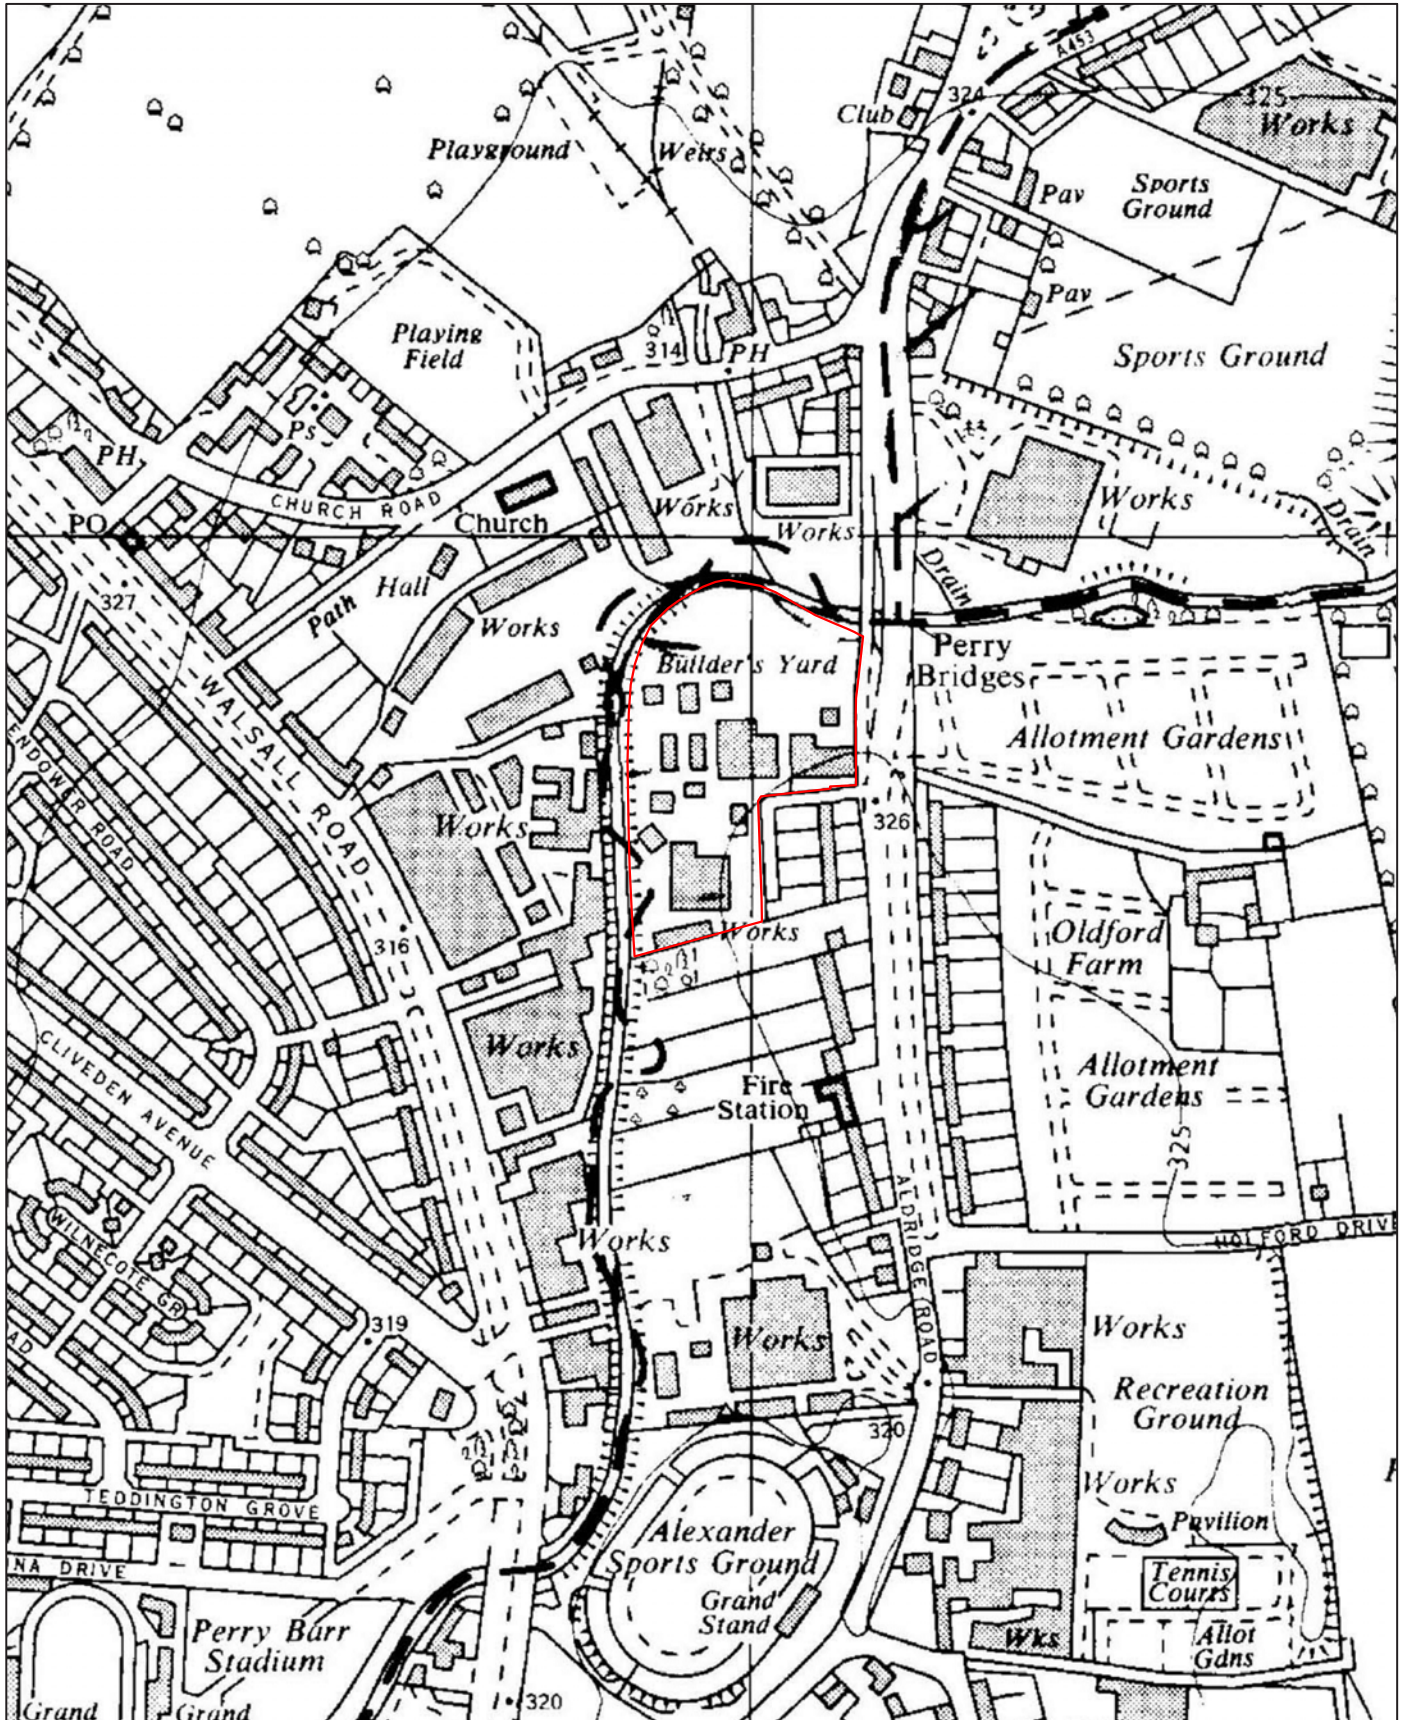 A453
324
325
Works
Club
Playground
Weirs
Pav
Sports
Ground
Pav
Playing
Field
314
PH
Sports Ground
Ps
PH
CHURCH ROAD
Works
Works
Works
PO
Church
Drain
Drain
327
Hall
Path
Works
Builder's Yard
Perry
Bridges
WALSALL ROAD
Allotment Gardens
ENDOWER ROAD
Works
326
316
Works
Oldford
Farm
CLIVEDEN AVENUE
Works
Fire
Station
Allotment
Gardens
325
ALDRIDGE ROAD
WILNECOTE GR
Works
HOLFORD DRIVE
AD
319
Works
Works
Recreation
Ground
320
TEDDINGTON GROVE
Works
Pavilion
Alexander
Sports Ground
NA DRIVE
Grand
Stand
Tennis
Courts
Perry Barr
Stadium
Wks
Allot
Gdns
320
Grand
Grand